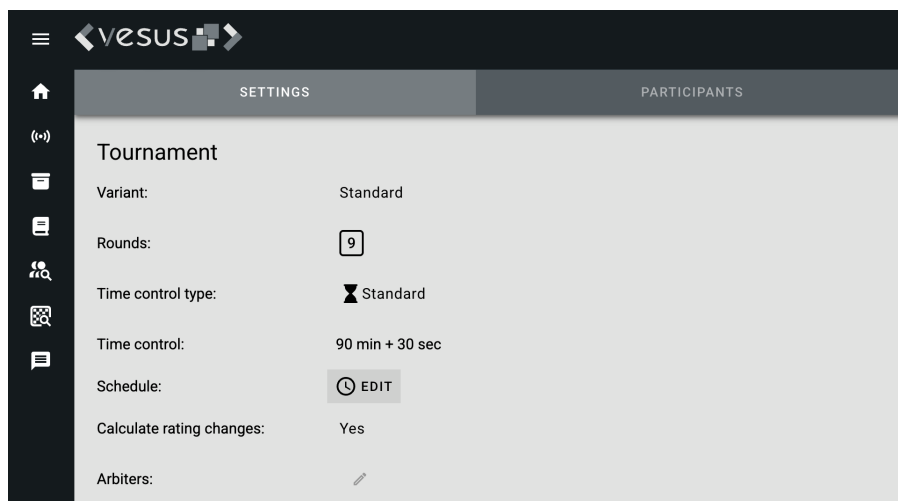 vesus
SETTINGS PARTICIPANTS
Tournament
Variant: Standard
Rounds: 9
Time control type: Standard
Time control: 90 min + 30 sec
Schedule: EDIT
Calculate rating changes: Yes
Arbiters: